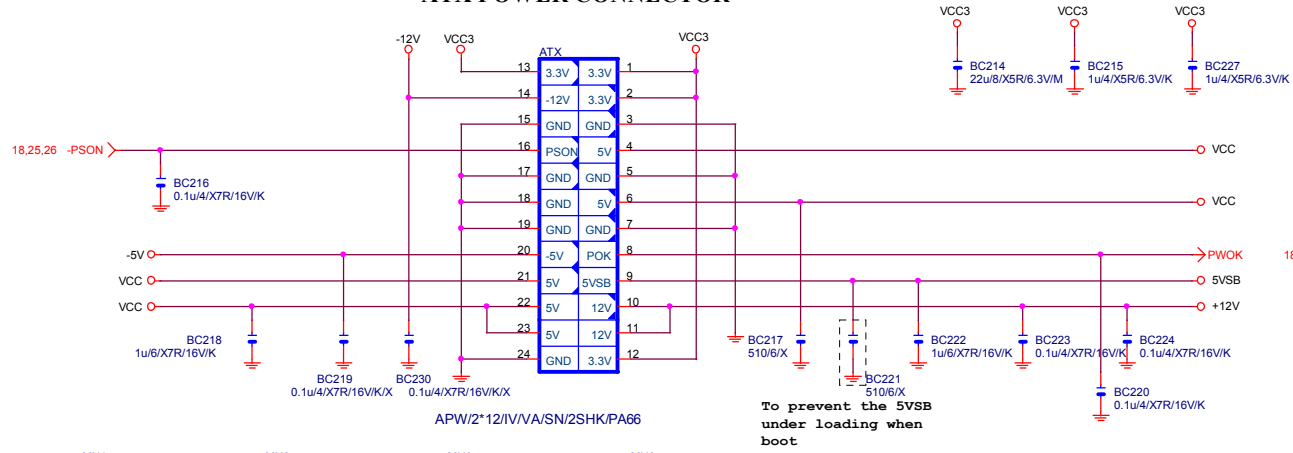 ATX POWER CONNECTOR
-12V VCC3 VCC3
VCC3 VCC3 VCC3
BC214
22u/8/X5R/6.3V/M
BC215
1u/4/X5R/6.3V/K
BC227
1u/4/X5R/6.3V/K
ATX
13 3.3V 3.3V 1
14 -12V 3.3V 2
15 GND GND 3
18,25,26 -PSON 16 PSON 5V 4 VCC
17 GND GND 5
18 GND 5V 6 VCC
19 GND GND 7
-5V 20 -5V POK 8 PWOK 18
VCC 21 5V 5VSB 9 5VSB
VCC 22 5V 12V 10 +12V
23 5V 12V 11
24 GND 3.3V 12
BC216
0.1u/4/X7R/16V/K
BC218
1u/6/X7R/16V/K
BC219
0.1u/4/X7R/16V/K/X
BC230
0.1u/4/X7R/16V/K/X
BC217
510/6/X
BC221
510/6/X
BC222
1u/6/X7R/16V/K
BC223
0.1u/4/X7R/16V/K
BC224
0.1u/4/X7R/16V/K
BC220
0.1u/4/X7R/16V/K
APW/2*12/IV/VA/SN/2SHK/PA66
To prevent the 5VSB
under loading when
boot